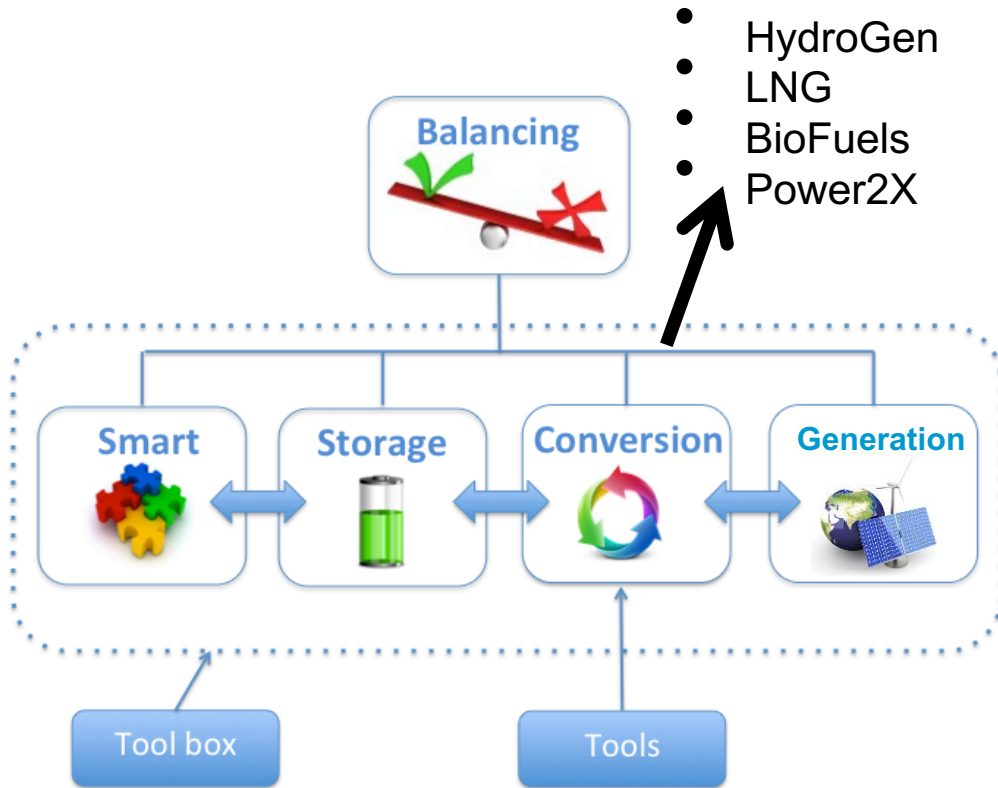 • HydroGen
• LNG
• BioFuels
• Power2X
Balancing
Smart
Storage
Conversion
Generation
Tool box
Tools